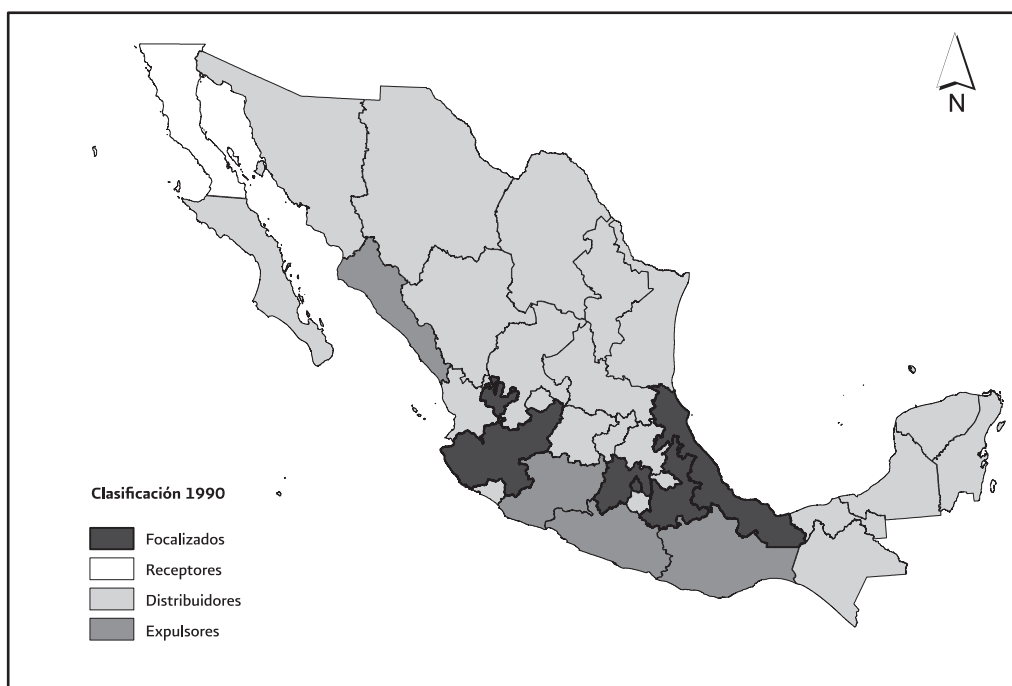 N
Clasificación 1990
Focalizados
Receptores
Distribuidores
Expulsores